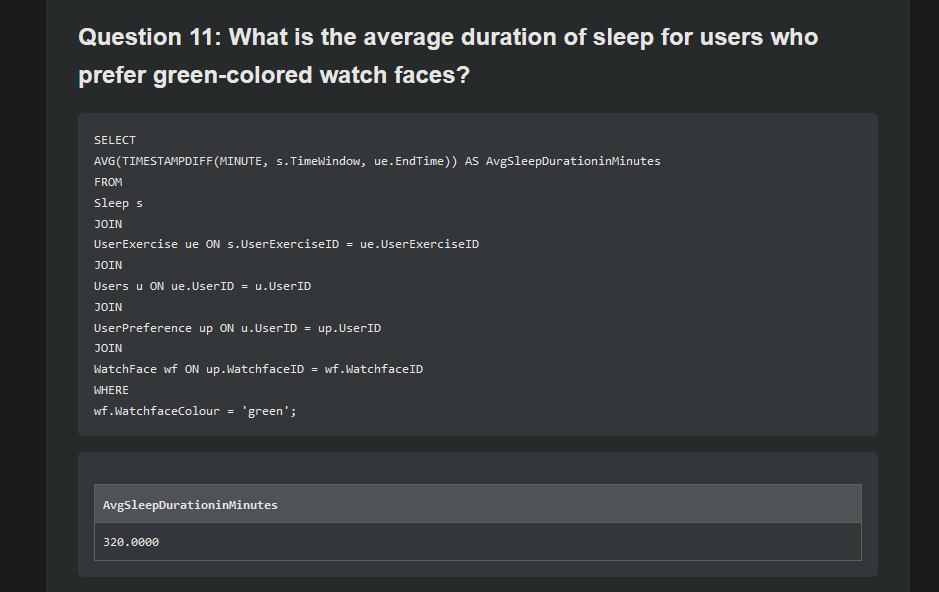 Question 11: What is the average duration of sleep for users who
prefer green-colored watch faces?
SELECT
AVG(TIMESTAMPDIFF(MINUTE, s.TimeWindow, ue.EndTime)) AS AvgSleepDurationinMinutes
FROM
Sleep s
JOIN
UserExercise ue ON s.UserExerciseID = ue.UserExerciseID
JOIN
Users u ON ue.UserID = u.UserID
JOIN
UserPreference up ON u.UserID = up.UserID
JOIN
WatchFace wf ON up.WatchfaceID = wf.WatchfaceID
WHERE
wf.WatchfaceColour = 'green';
AvgSleepDurationinMinutes
320.0000